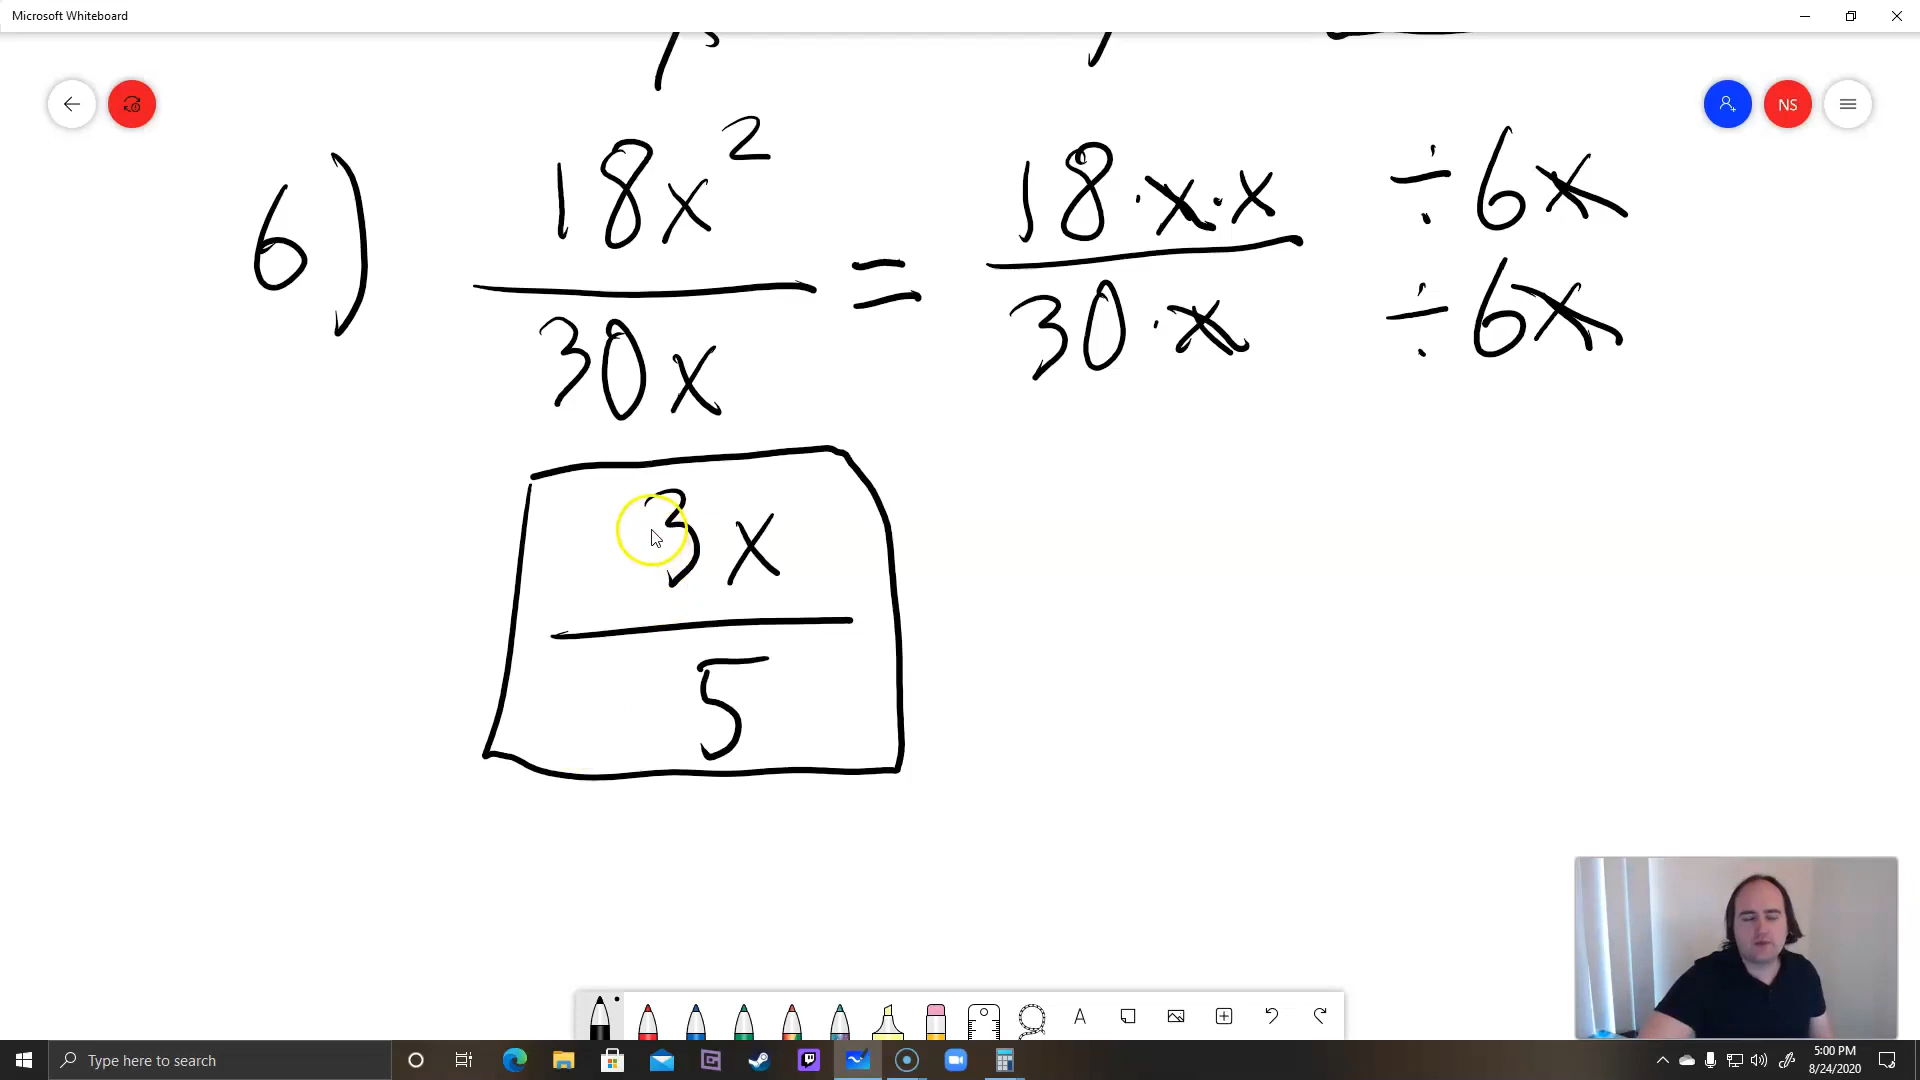 Microsoft Whiteboard
NS
6) 18x² / 30x = 18·x·x / 30·x ÷6x ÷6x
3x / 5
A
Type here to search
5:00 PM
8/24/2020